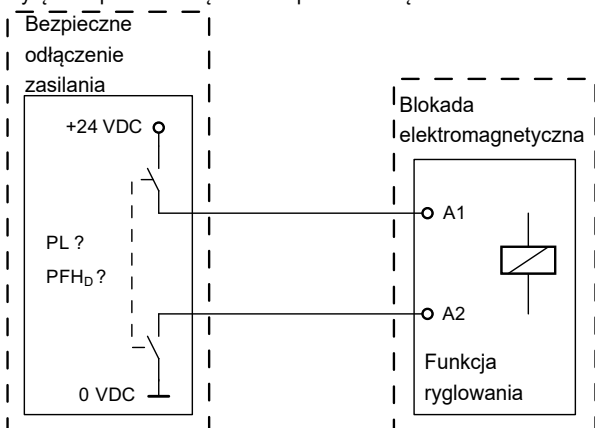 Bezpieczne
odłączenie
zasilania
+24 VDC
PL ?
PFHD ?
0 VDC
Blokada
elektromagnetyczna
A1
A2
Funkcja
ryglowania